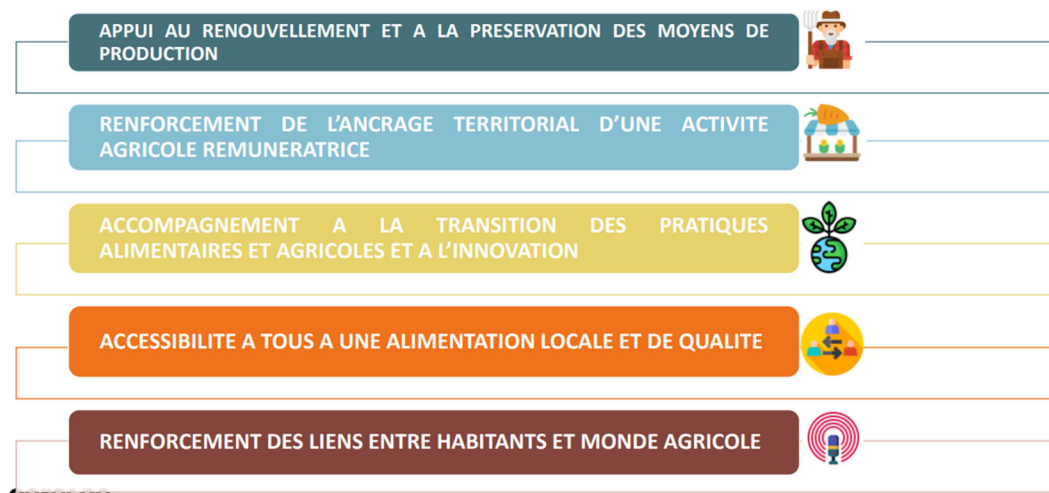 APPUI AU RENOUVELLEMENT ET A LA PRESERVATION DES MOYENS DE
PRODUCTION
RENFORCEMENT DE L'ANCRAGE TERRITORIAL D'UNE ACTIVITE
AGRICOLE REMUNERATRICE
ACCOMPAGNEMENT A LA TRANSITION DES PRATIQUES
ALIMENTAIRES ET AGRICOLES ET A L'INNOVATION
ACCESSIBILITE A TOUS A UNE ALIMENTATION LOCALE ET DE QUALITE
RENFORCEMENT DES LIENS ENTRE HABITANTS ET MONDE AGRICOLE